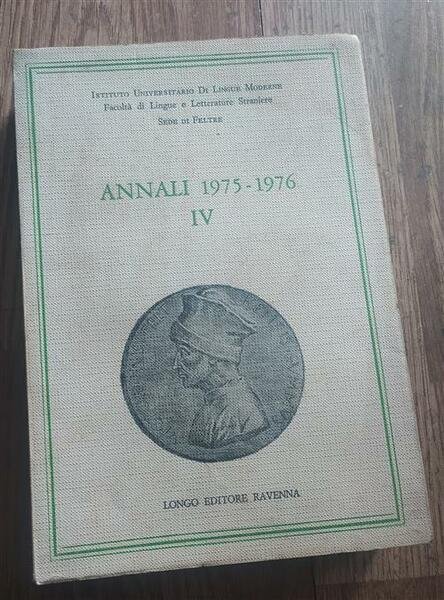 Istituto Universitario Di Lingue Moderne
Facoltà di Lingue e Letterature Straniere
Sede di Feltre
ANNALI 1975-1976
IV
LONGO EDITORE RAVENNA